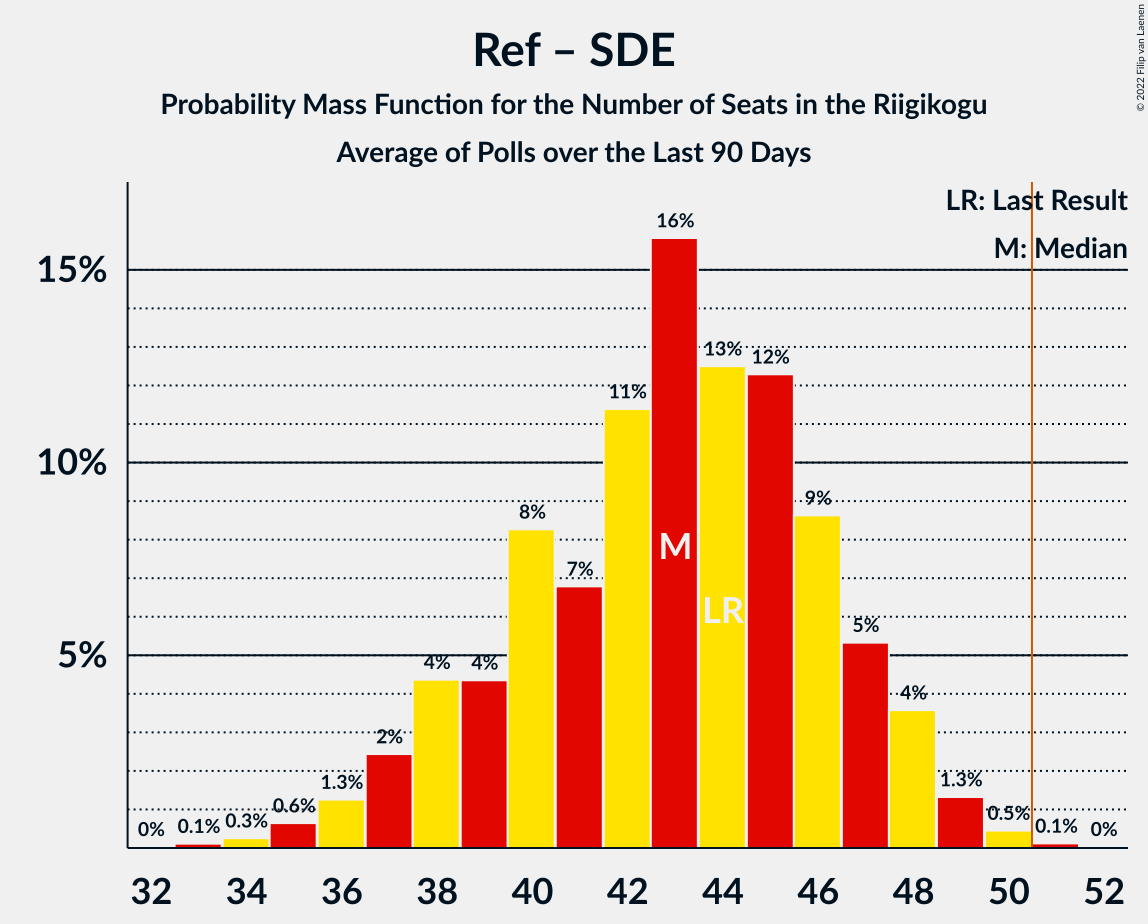 Ref – SDE
Probability Mass Function for the Number of Seats in the Riigikogu
Average of Polls over the Last 90 Days
© 2022 Filip van Laenen
LR: Last Result
M: Median
15%
10%
5%
0%
0.1%
0.3%
0.6%
1.3%
2%
4%
4%
8%
7%
11%
16%
13%
12%
9%
5%
4%
1.3%
0.5%
0.1%
0%
M
LR
32 34 36 38 40 42 44 46 48 50 52